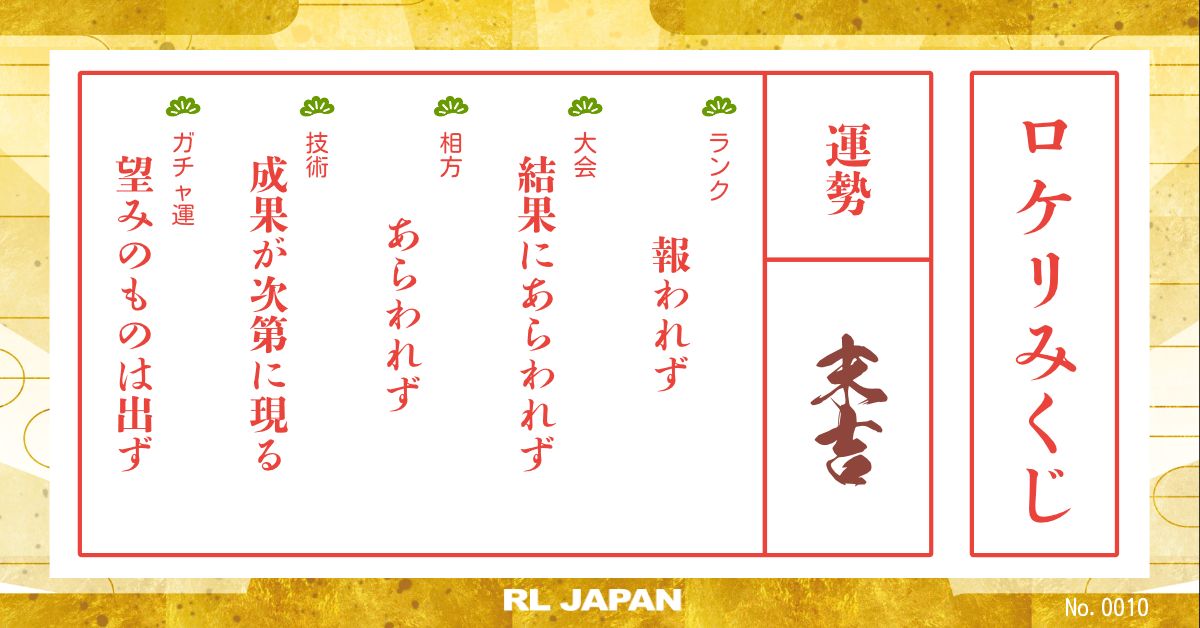 ロケリみくじ
運勢
末吉
ランク
報われず
大会
結果にあらわれず
相方
あらわれず
技術
成果が次第に現る
ガチャ運
望みのものは出ず
RL JAPAN
No. 0010